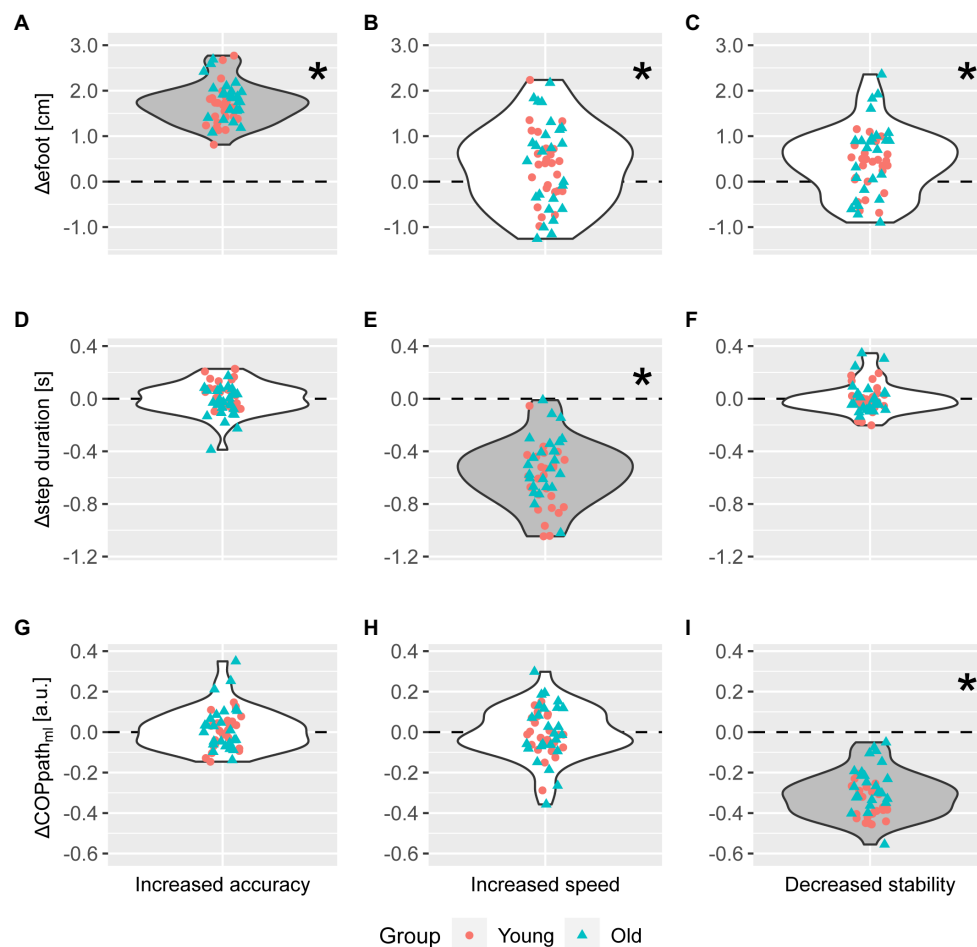 A B C
Δefoot [cm]
3.0 3.0 3.0
2.0 2.0 2.0
1.0 1.0 1.0
0.0 0.0 0.0
-1.0 -1.0 -1.0
* * *
D E F
Δstep duration [s]
0.4 0.4 0.4
0.0 0.0 0.0
-0.4 -0.4 -0.4
-0.8 -0.8 -0.8
-1.2 -1.2 -1.2
*
G H I
ΔCOPpathml [a.u.]
0.4 0.4 0.4
0.2 0.2 0.2
0.0 0.0 0.0
-0.2 -0.2 -0.2
-0.4 -0.4 -0.4
-0.6 -0.6 -0.6
*
Increased accuracy Increased speed Decreased stability
Group Young Old